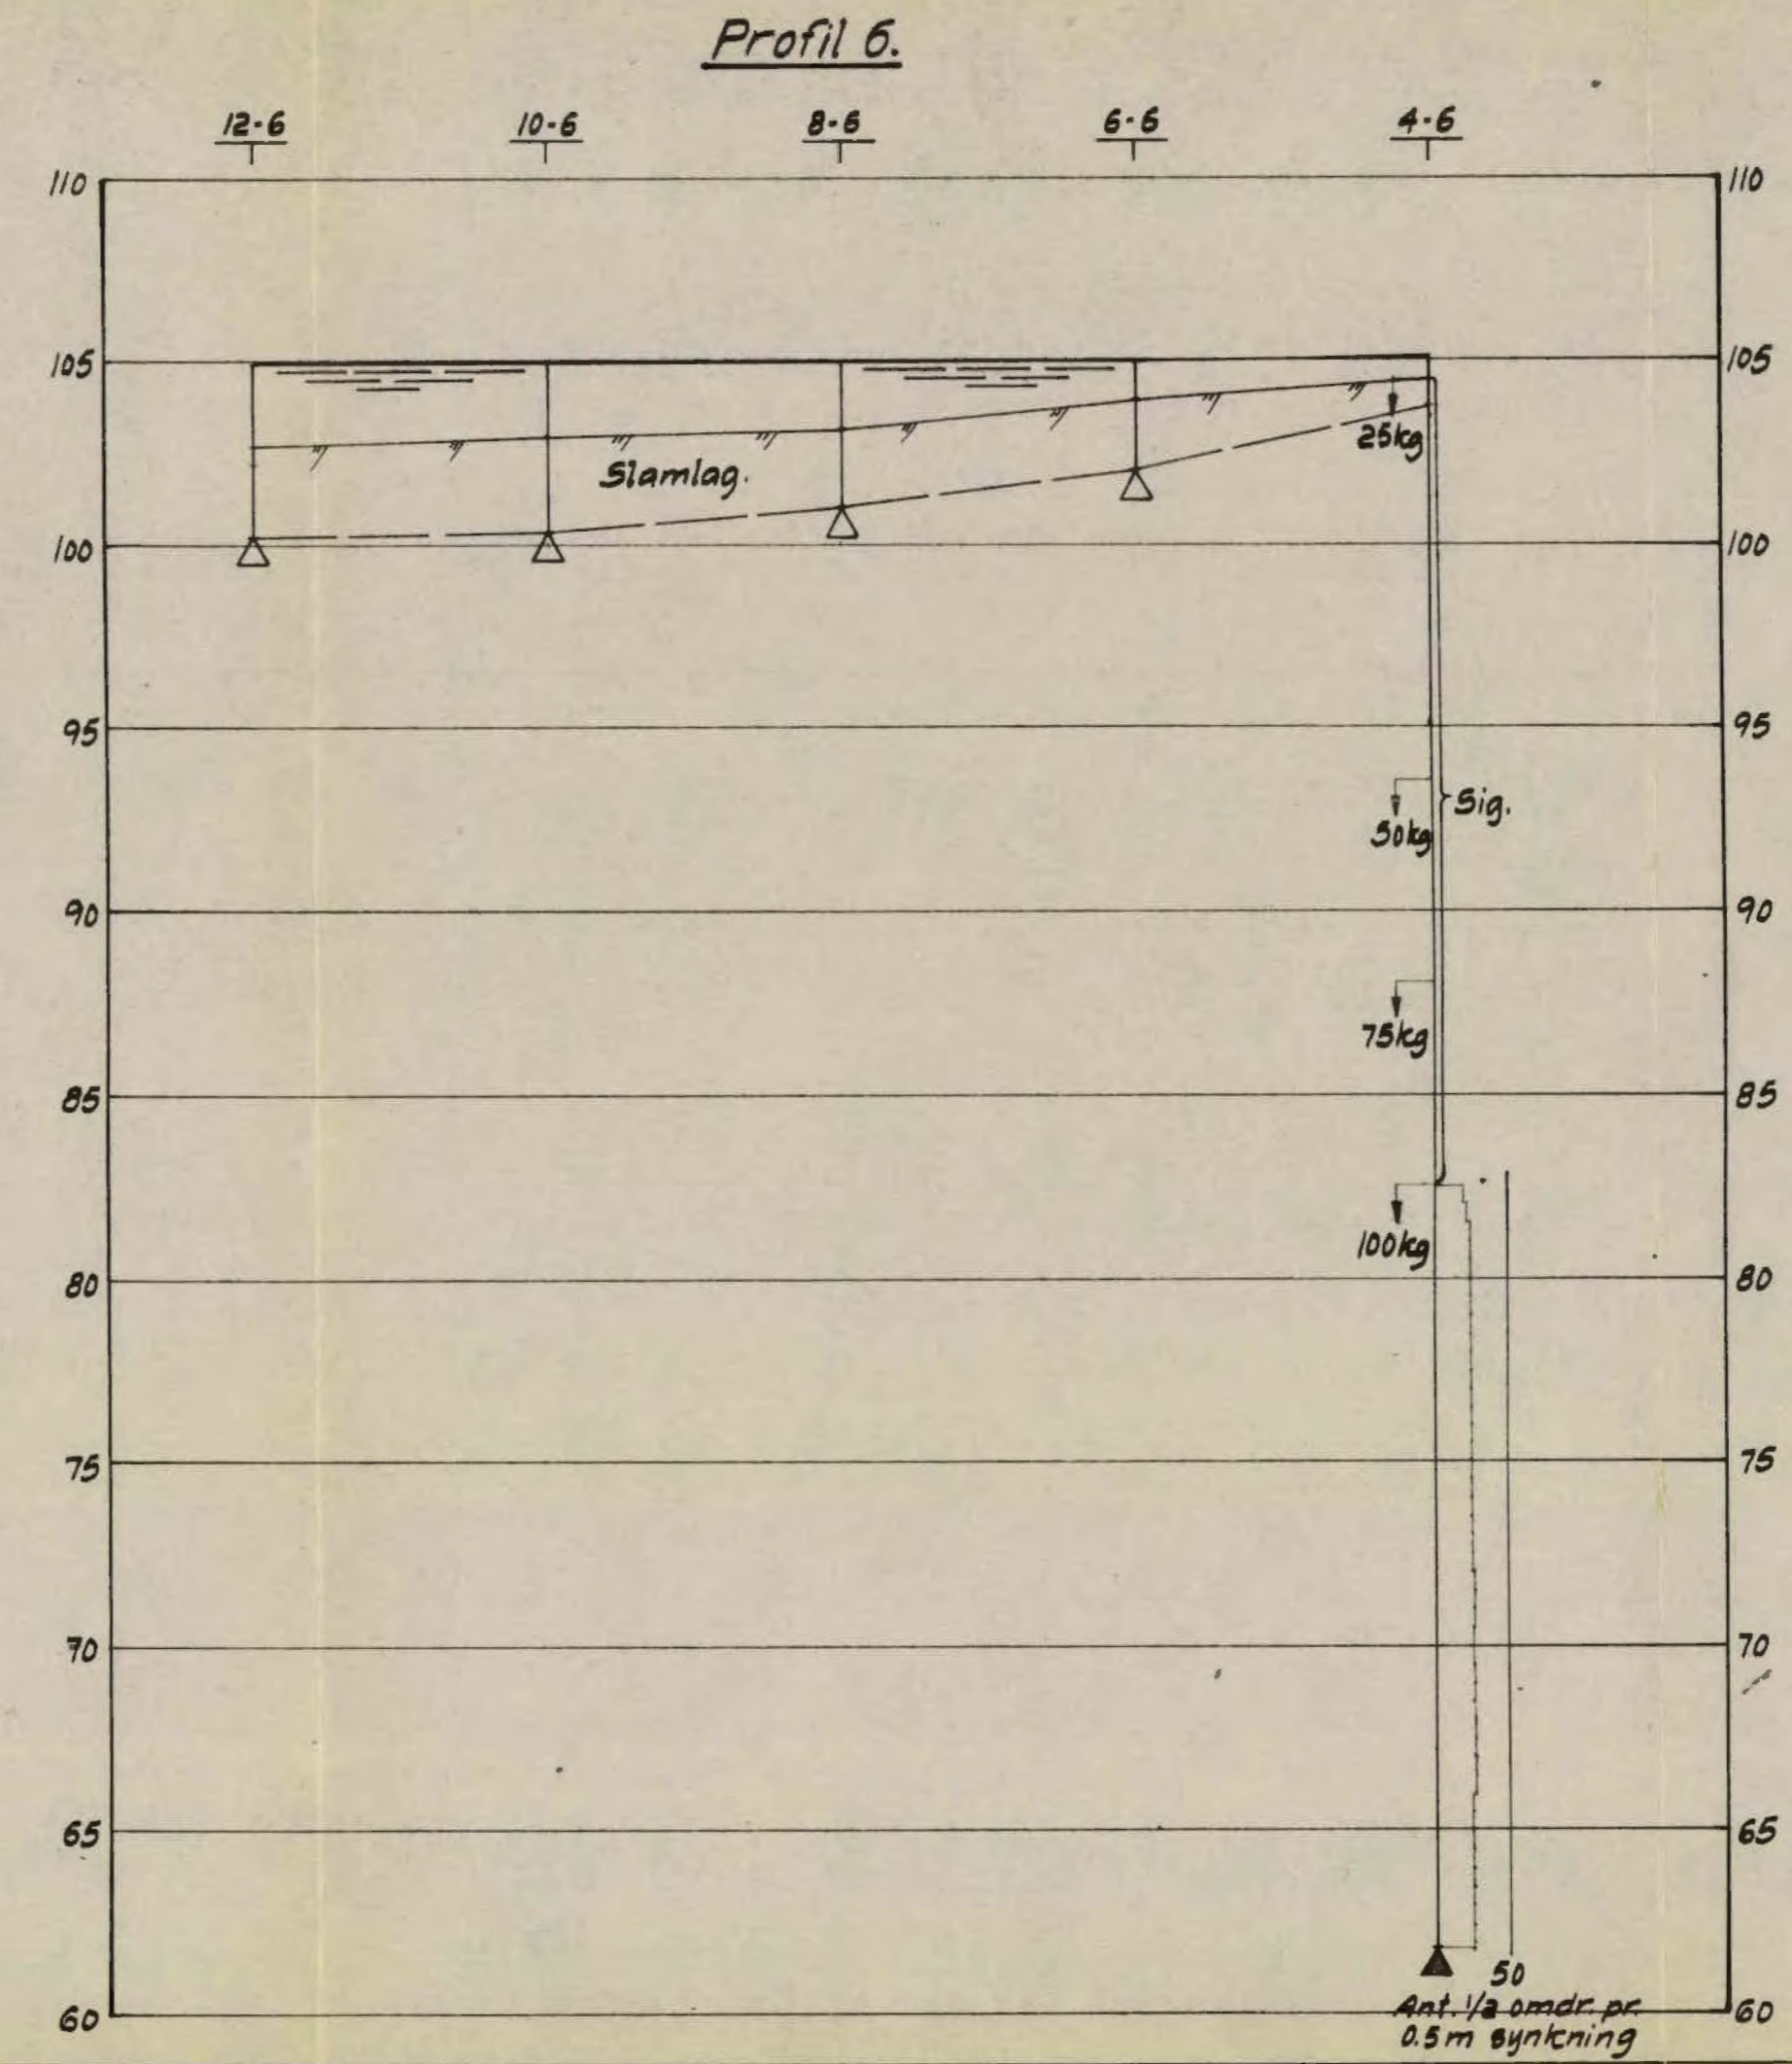 Profil 6.
12-6 10-6 8-6 6-6 4-6
110 110
105 105
25kg
Slamlag.
100 100
95 95
Sig.
50kg
90 90
75kg
85 85
100kg
80 80
75 75
70 70
65 65
50
60 Ant. 1/2 omdr. pr. 60
0.5m synkning